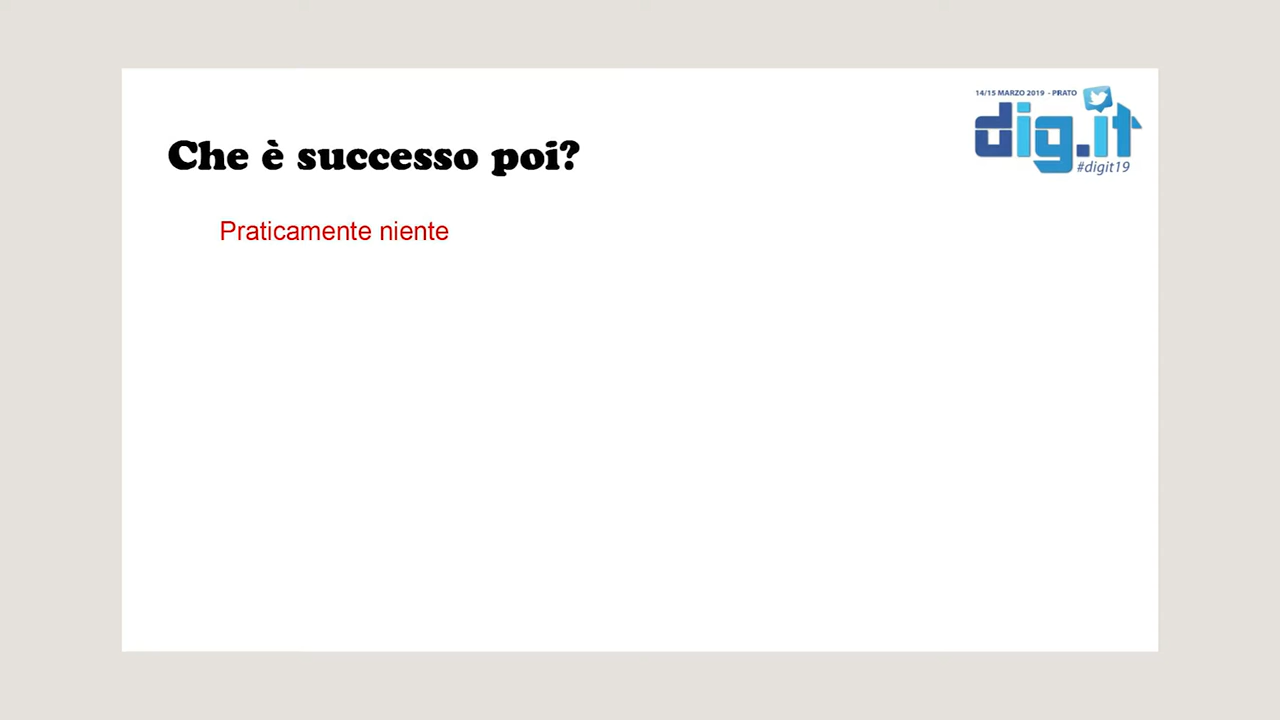 14/15 MARZO 2019 - PRATO
dig.it
#digit19
Che è successo poi?
Praticamente niente